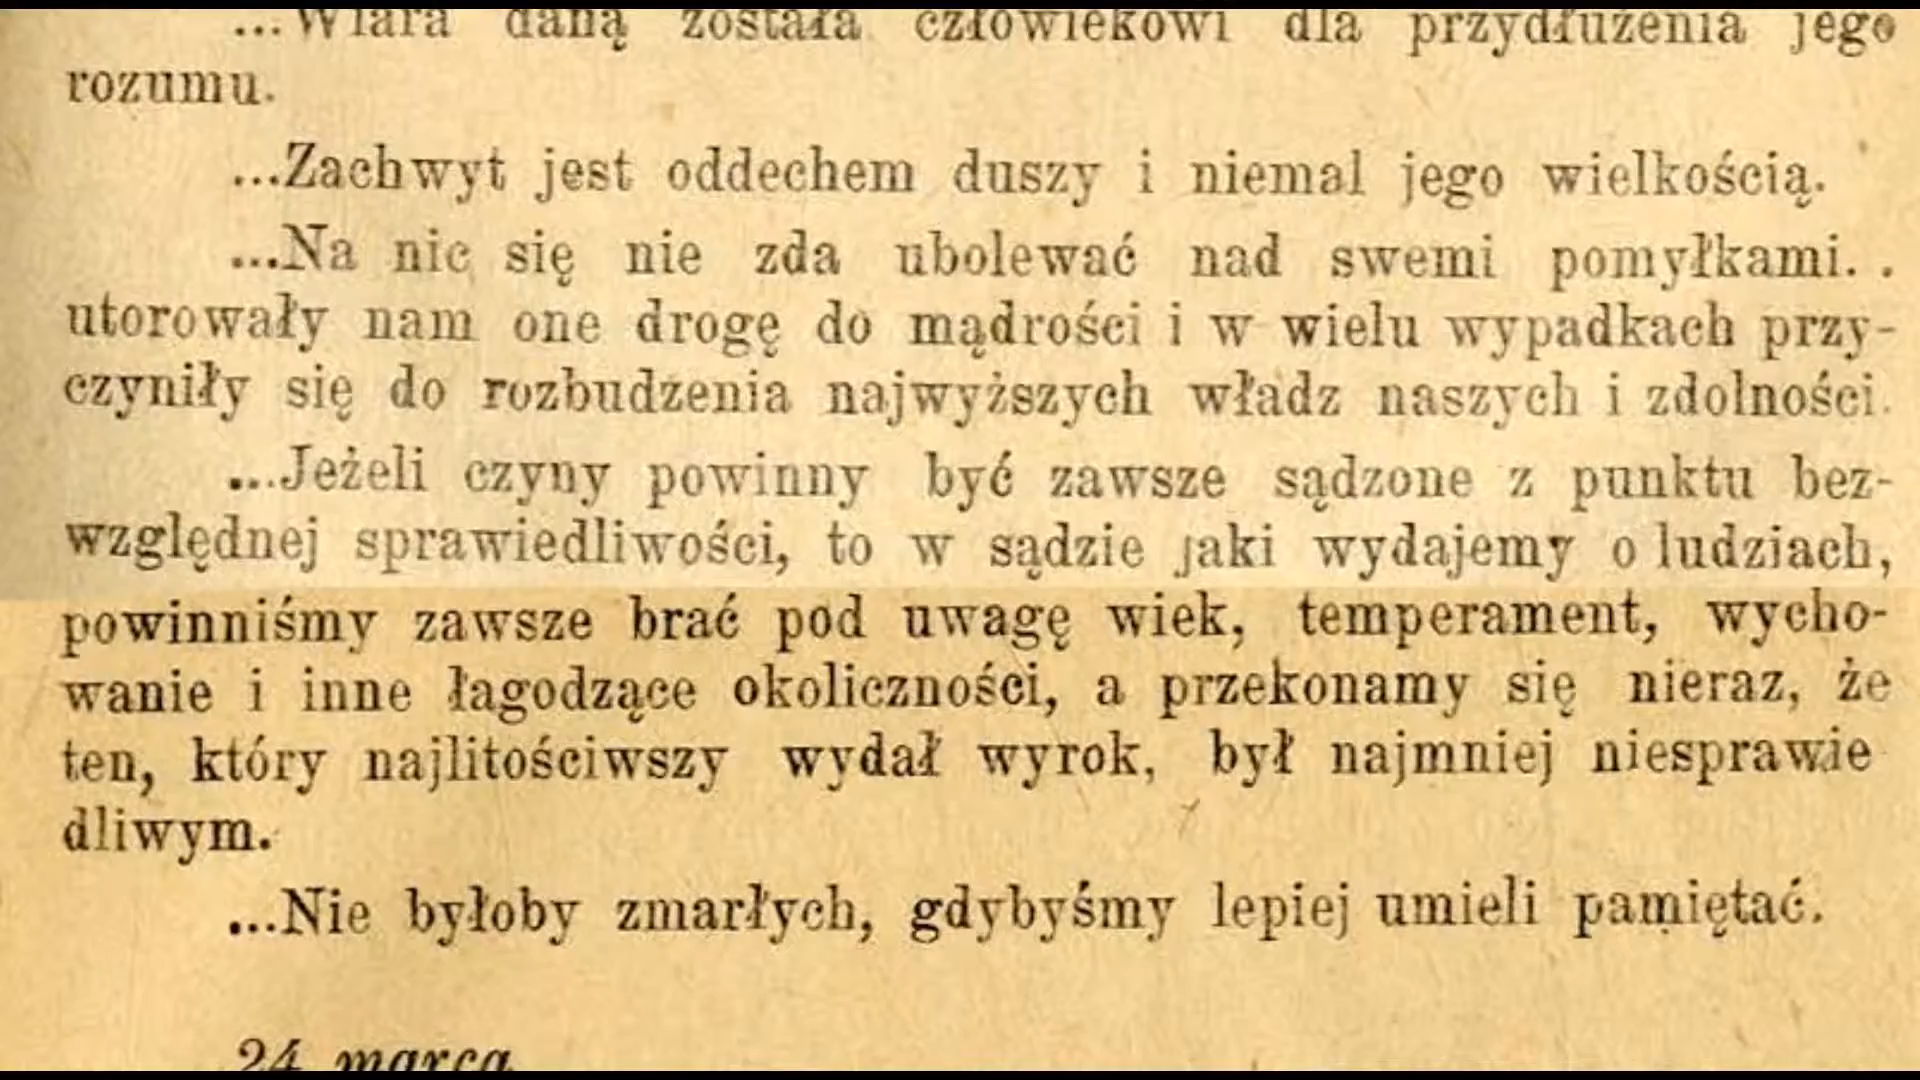 ...Wiara daną została człowiekowi dla przydłużenia jego
rozumu.
...Zachwyt jest oddechem duszy i niemal jego wielkością.
...Na nic się nie zda ubolewać nad swemi pomyłkami. .
utorowały nam one drogę do mądrości i w wielu wypadkach przy-
czyniły się do rozbudzenia najwyższych władz naszych i zdolności.
...Jeżeli czyny powinny być zawsze sądzone z punktu bez-
względnej sprawiedliwości, to w sądzie jaki wydajemy o ludziach,
powinniśmy zawsze brać pod uwagę wiek, temperament, wycho-
wanie i inne łagodzące okoliczności, a przekonamy się nieraz, że
ten, który najlitościwszy wydał wyrok, był najmniej niesprawie
dliwym.
...Nie byłoby zmarłych, gdybyśmy lepiej umieli pamiętać.
24 marca